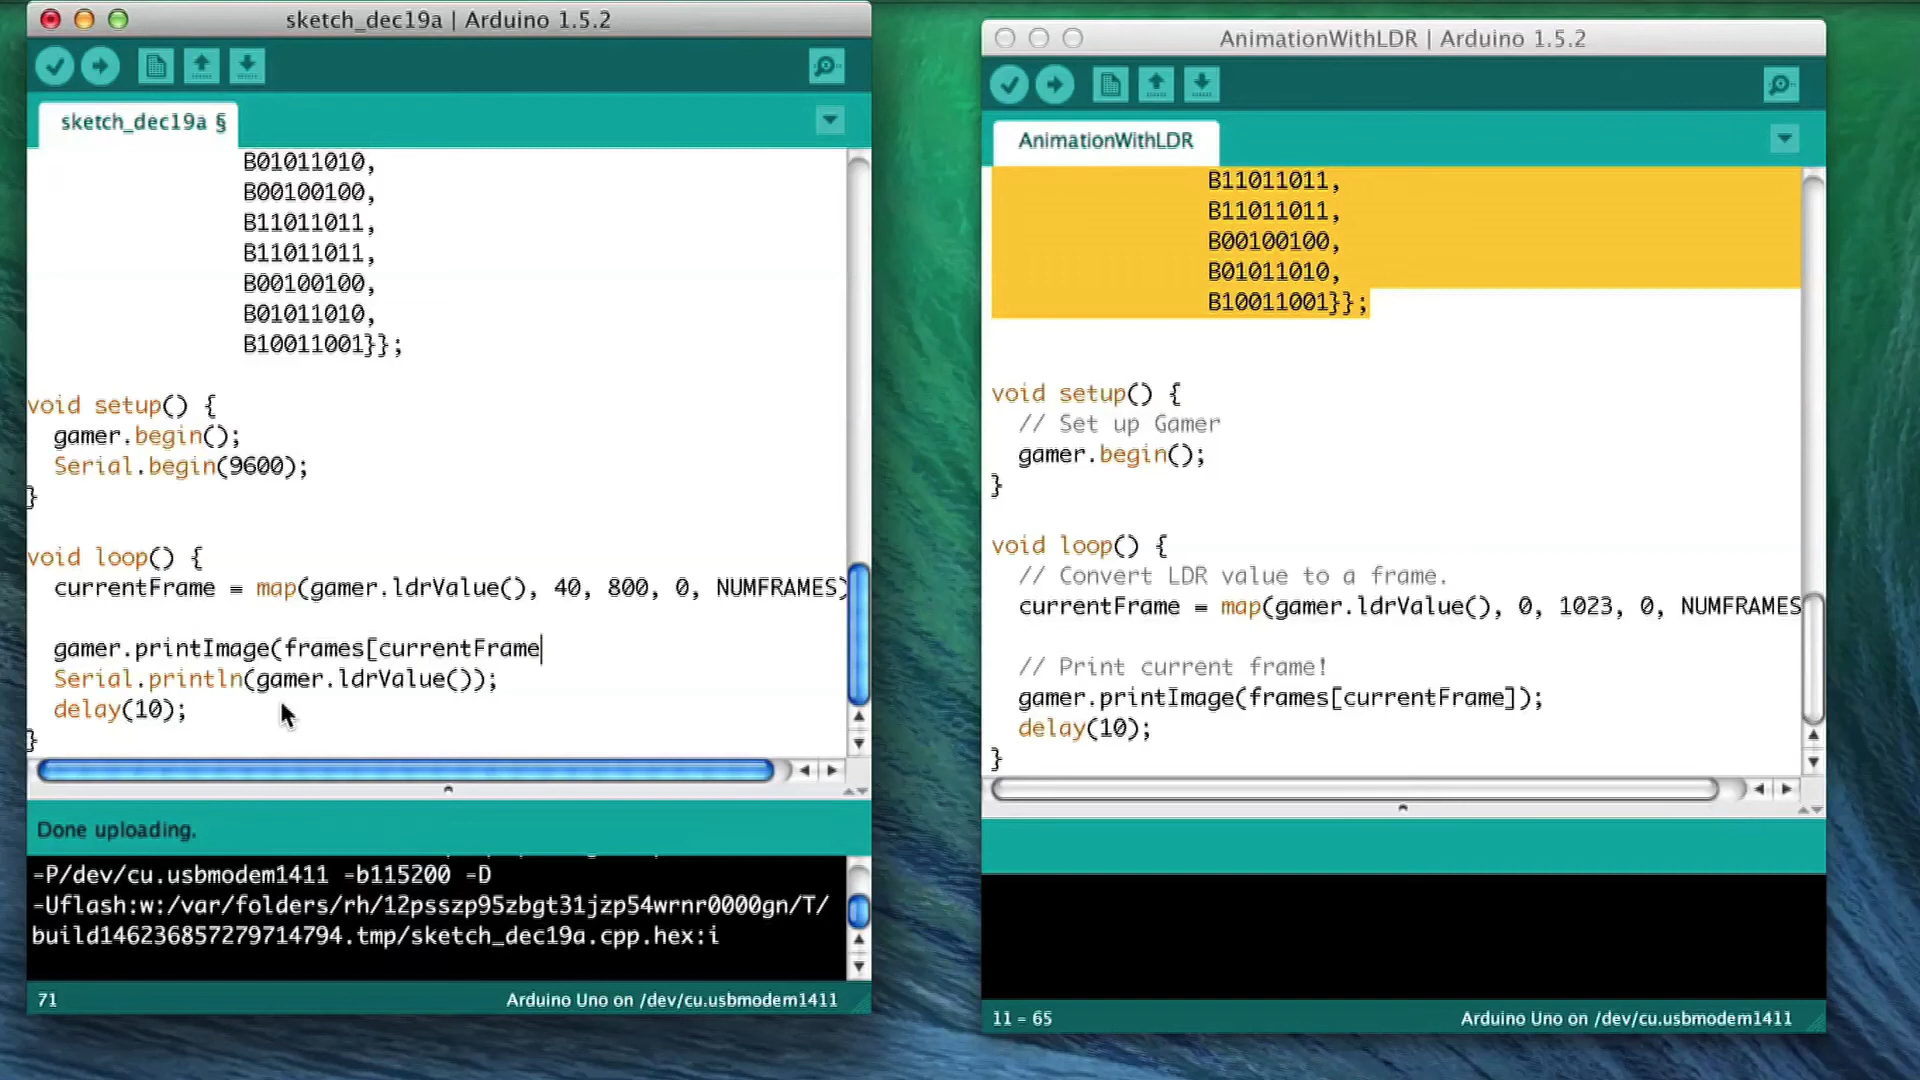 sketch_dec19a | Arduino 1.5.2
sketch_dec19a §
B01011010,
B00100100,
B11011011,
B11011011,
B00100100,
B01011010,
B10011001}};
void setup() {
gamer.begin();
Serial.begin(9600);
}
void loop() {
currentFrame = map(gamer.ldrValue(), 40, 800, 0, NUMFRAMES)
gamer.printImage(frames[currentFrame
Serial.println(gamer.ldrValue());
delay(10);
}
Done uploading.
-P/dev/cu.usbmodem1411 -b115200 -D
-Uflash:w:/var/folders/rh/12psszp95zbgt31jzp54wrnr0000gn/T/
build146236857279714794.tmp/sketch_dec19a.cpp.hex:i
71
Arduino Uno on /dev/cu.usbmodem1411
AnimationWithLDR | Arduino 1.5.2
AnimationWithLDR
B11011011,
B11011011,
B00100100,
B01011010,
B10011001}};
void setup() {
// Set up Gamer
gamer.begin();
}
void loop() {
// Convert LDR value to a frame.
currentFrame = map(gamer.ldrValue(), 0, 1023, 0, NUMFRAMES
// Print current frame!
gamer.printImage(frames[currentFrame]);
delay(10);
}
11 - 65
Arduino Uno on /dev/cu.usbmodem1411